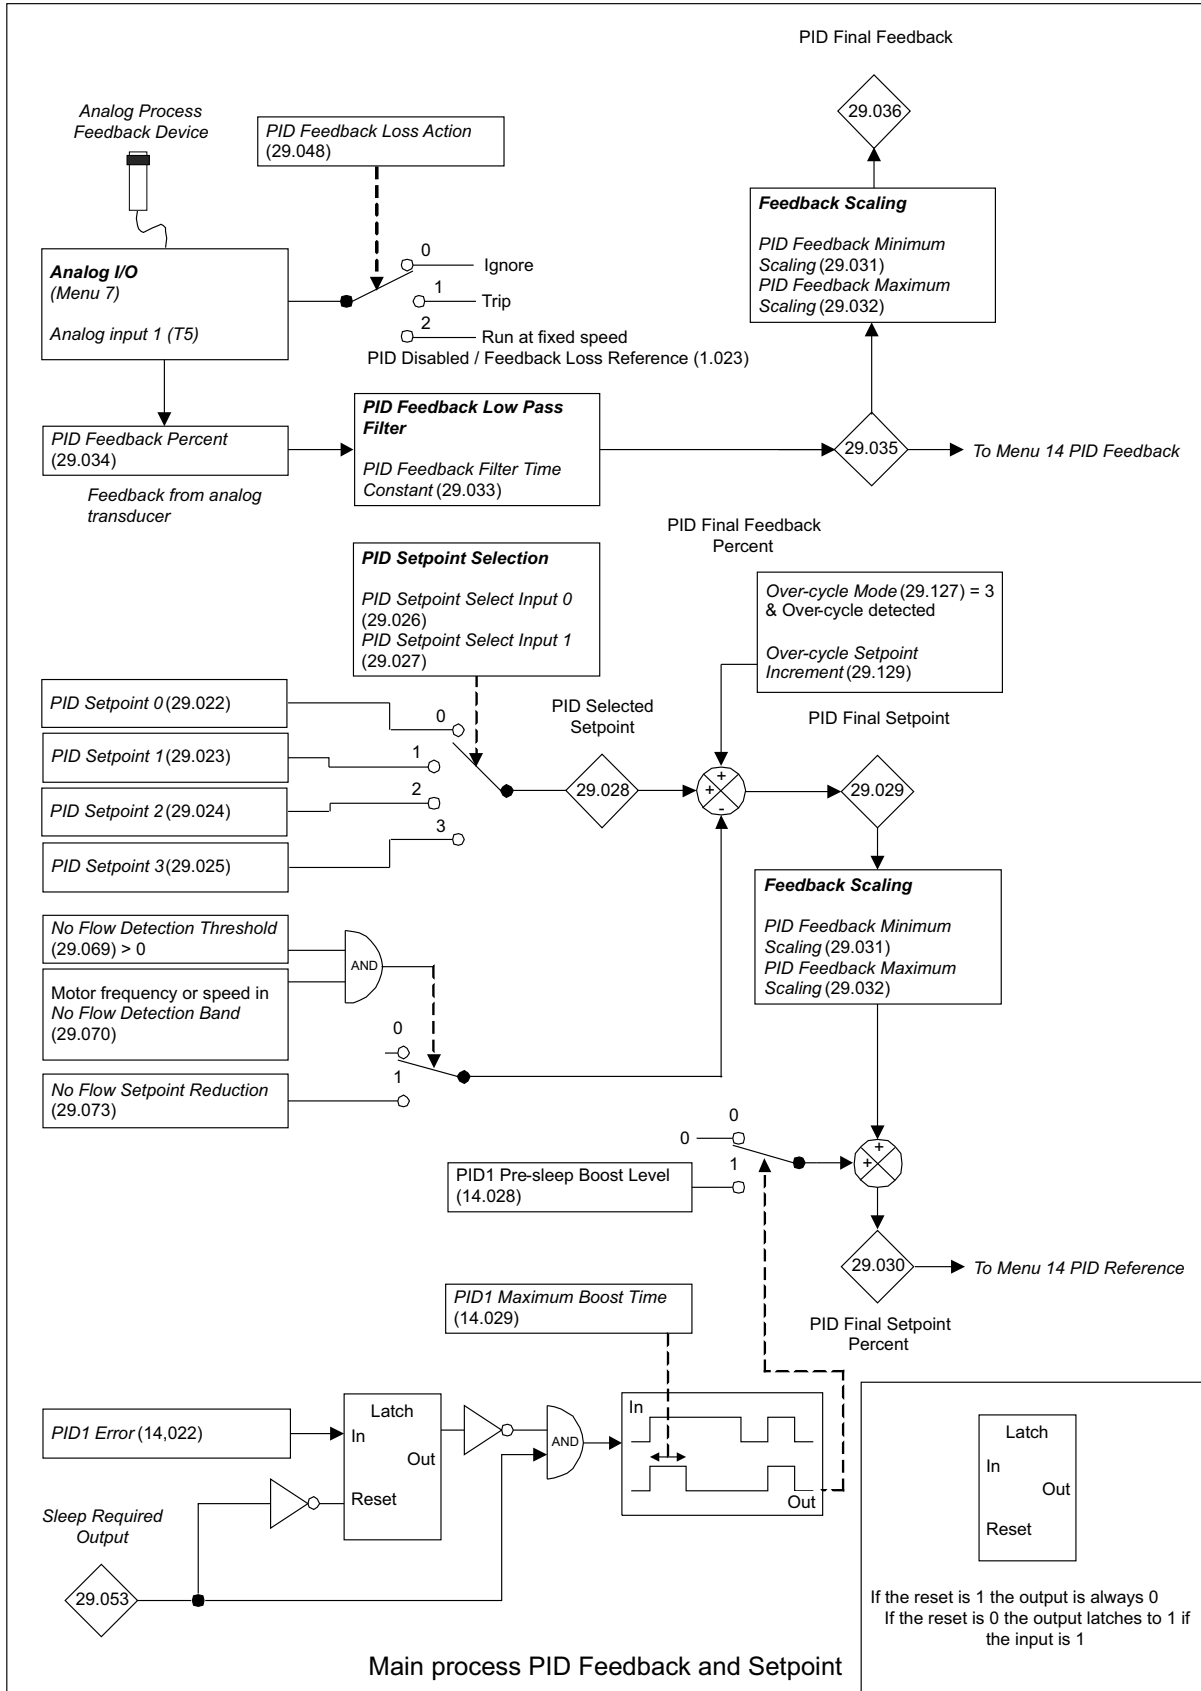 PID Final Feedback
29.036
Analog Process
Feedback Device
PID Feedback Loss Action
(29.048)
Feedback Scaling
PID Feedback Minimum
Scaling (29.031)
PID Feedback Maximum
Scaling (29.032)
Analog I/O
(Menu 7)
Analog input 1 (T5)
0
Ignore
1
Trip
2
Run at fixed speed
PID Disabled / Feedback Loss Reference (1.023)
PID Feedback Percent
(29.034)
Feedback from analog
transducer
PID Feedback Low Pass
Filter
PID Feedback Filter Time
Constant (29.033)
29.035
To Menu 14 PID Feedback
PID Final Feedback
Percent
PID Setpoint Selection
PID Setpoint Select Input 0
(29.026)
PID Setpoint Select Input 1
(29.027)
Over-cycle Mode (29.127) = 3
& Over-cycle detected
Over-cycle Setpoint
Increment (29.129)
PID Setpoint 0 (29.022)
PID Setpoint 1 (29.023)
PID Setpoint 2 (29.024)
PID Setpoint 3 (29.025)
0
1
2
3
PID Selected
Setpoint
29.028
+
+
-
PID Final Setpoint
29.029
Feedback Scaling
PID Feedback Minimum
Scaling (29.031)
PID Feedback Maximum
Scaling (29.032)
No Flow Detection Threshold
(29.069) > 0
Motor frequency or speed in
No Flow Detection Band
(29.070)
AND
0
1
No Flow Setpoint Reduction
(29.073)
0
0
1
PID1 Pre-sleep Boost Level
(14.028)
+
+
29.030
To Menu 14 PID Reference
PID Final Setpoint
Percent
PID1 Maximum Boost Time
(14.029)
PID1 Error (14,022)
Latch
In
Out
Reset
AND
In
Out
Sleep Required
Output
29.053
Latch
In
Out
Reset
If the reset is 1 the output is always 0
If the reset is 0 the output latches to 1 if
the input is 1
Main process PID Feedback and Setpoint